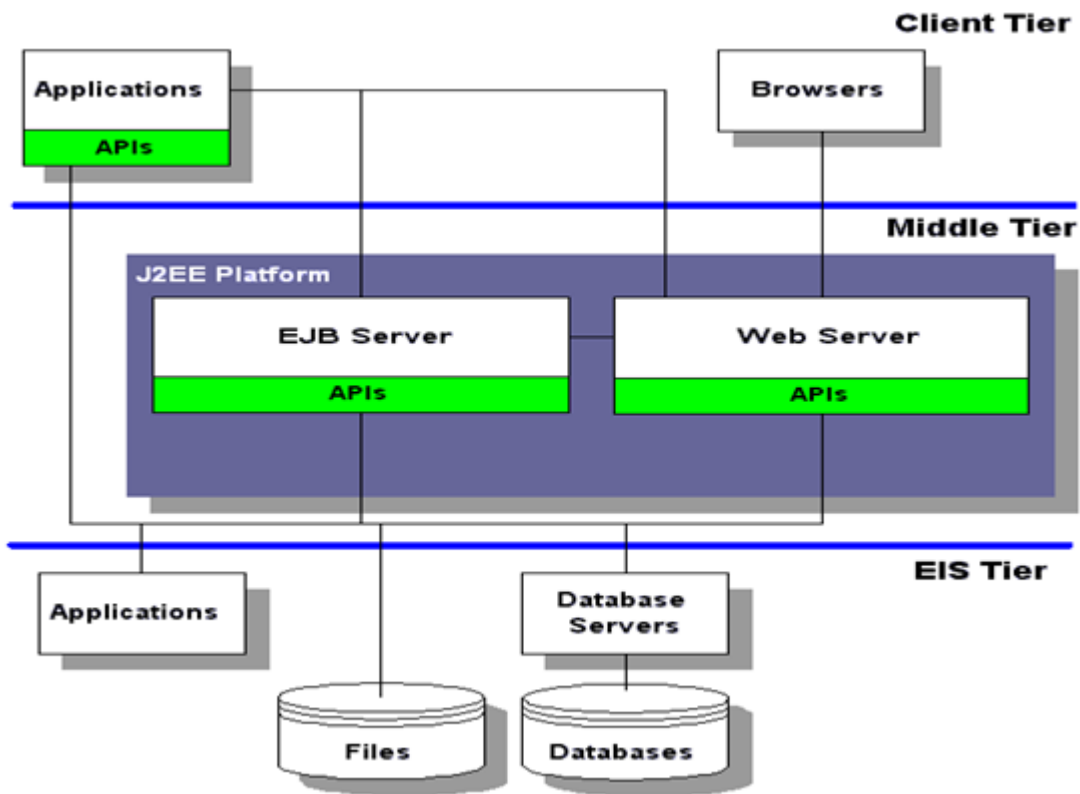 Client Tier
Applications
APIs
Browsers
Middle Tier
J2EE Platform
EJB Server
APIs
Web Server
APIs
EIS Tier
Applications
Database
Servers
Files
Databases